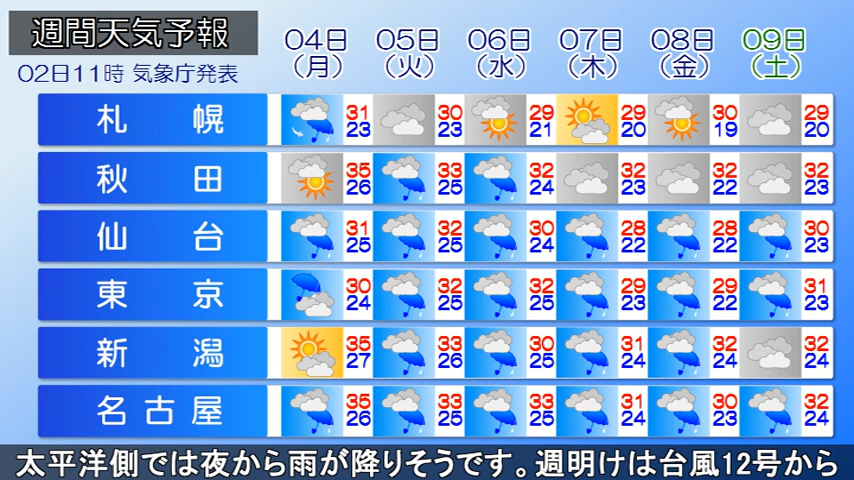 週間天気予報
02日11時 気象庁発表
04日 05日 06日 07日 08日 09日
(月) (火) (水) (木) (金) (土)
札幌 31 23 30 23 29 21 29 20 30 19 29 20
秋田 35 26 33 25 32 24 32 23 32 22 32 23
仙台 31 25 32 25 30 24 28 22 28 22 30 23
東京 30 24 32 25 32 25 29 23 29 22 31 23
新潟 35 27 33 26 30 25 31 24 32 24 32 24
名古屋 35 26 33 25 33 25 31 24 30 23 32 24
太平洋側では夜から雨が降りそうです。週明けは台風12号から